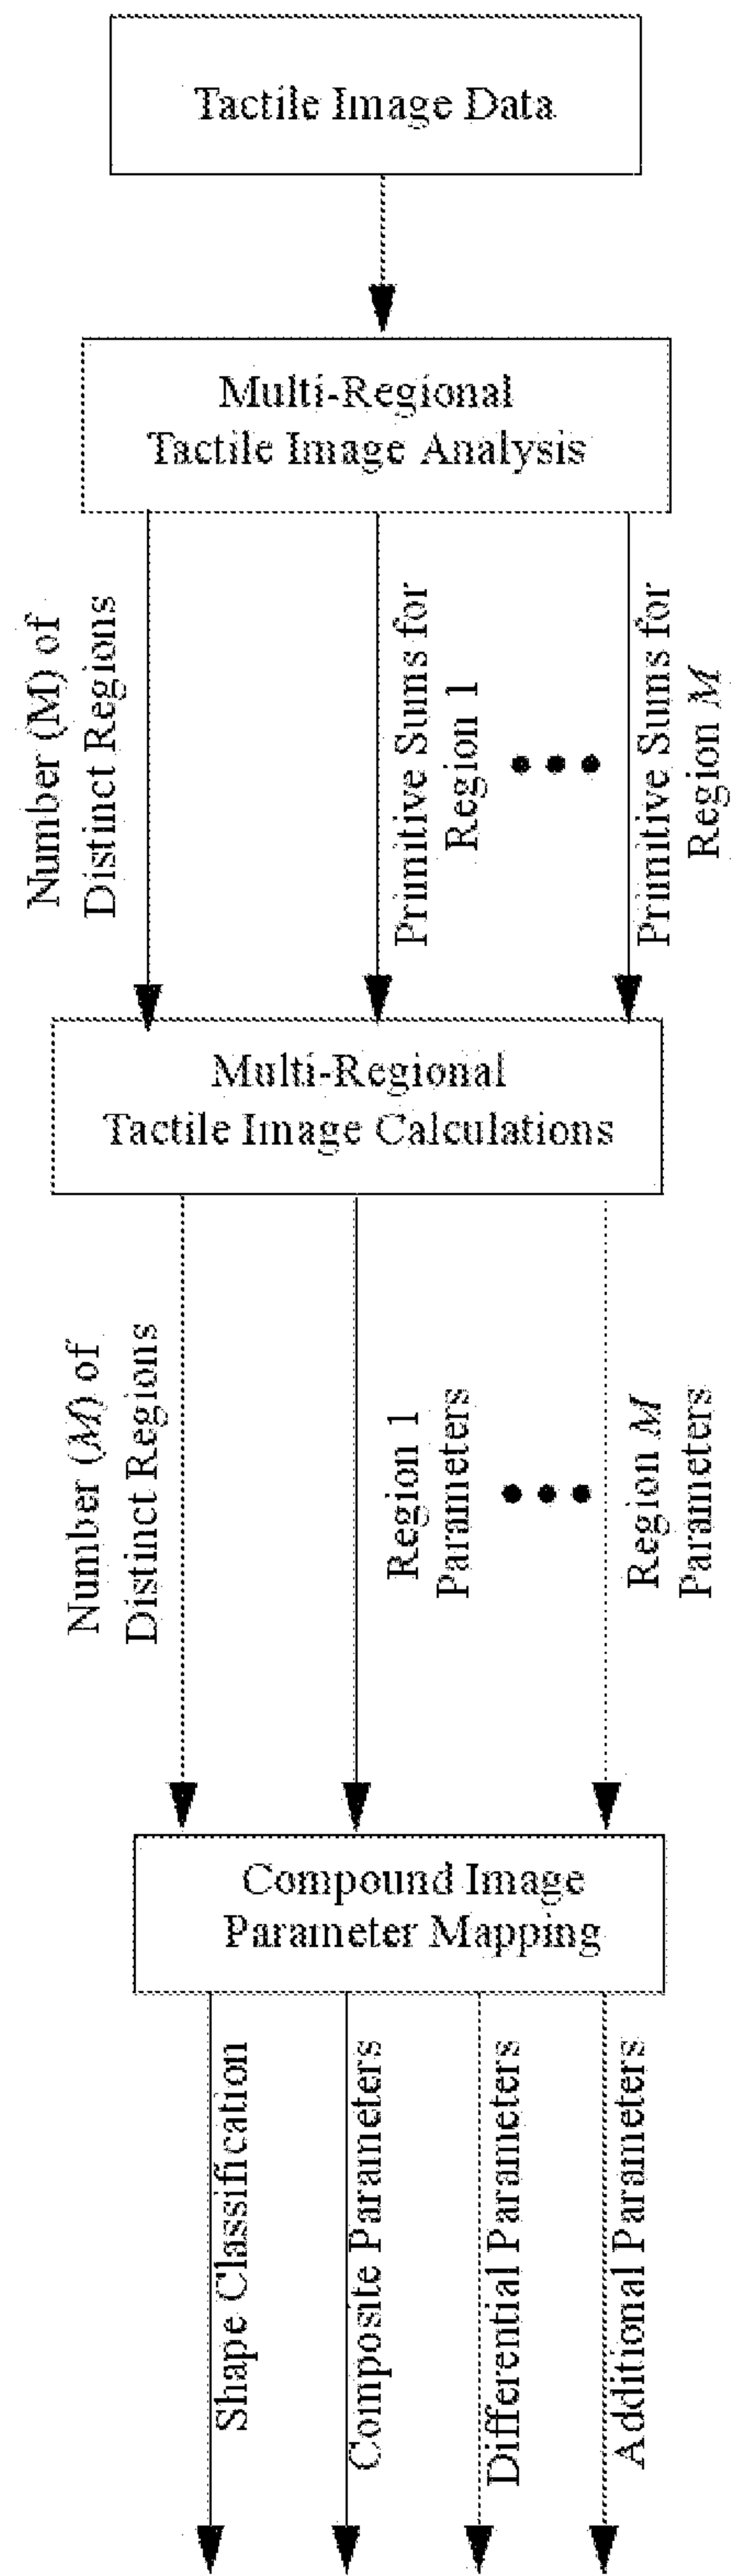 Tactile Image Data
Multi-Regional
Tactile Image Analysis
Number (M) of
Distinct Regions
Primitive Sums for
Region 1
Primitive Sums for
Region M
Multi-Regional
Tactile Image Calculations
Number (M) of
Distinct Regions
Region 1
Parameters
Region M
Parameters
Compound Image
Parameter Mapping
Shape Classification
Composite Parameters
Differential Parameters
Additional Parameters